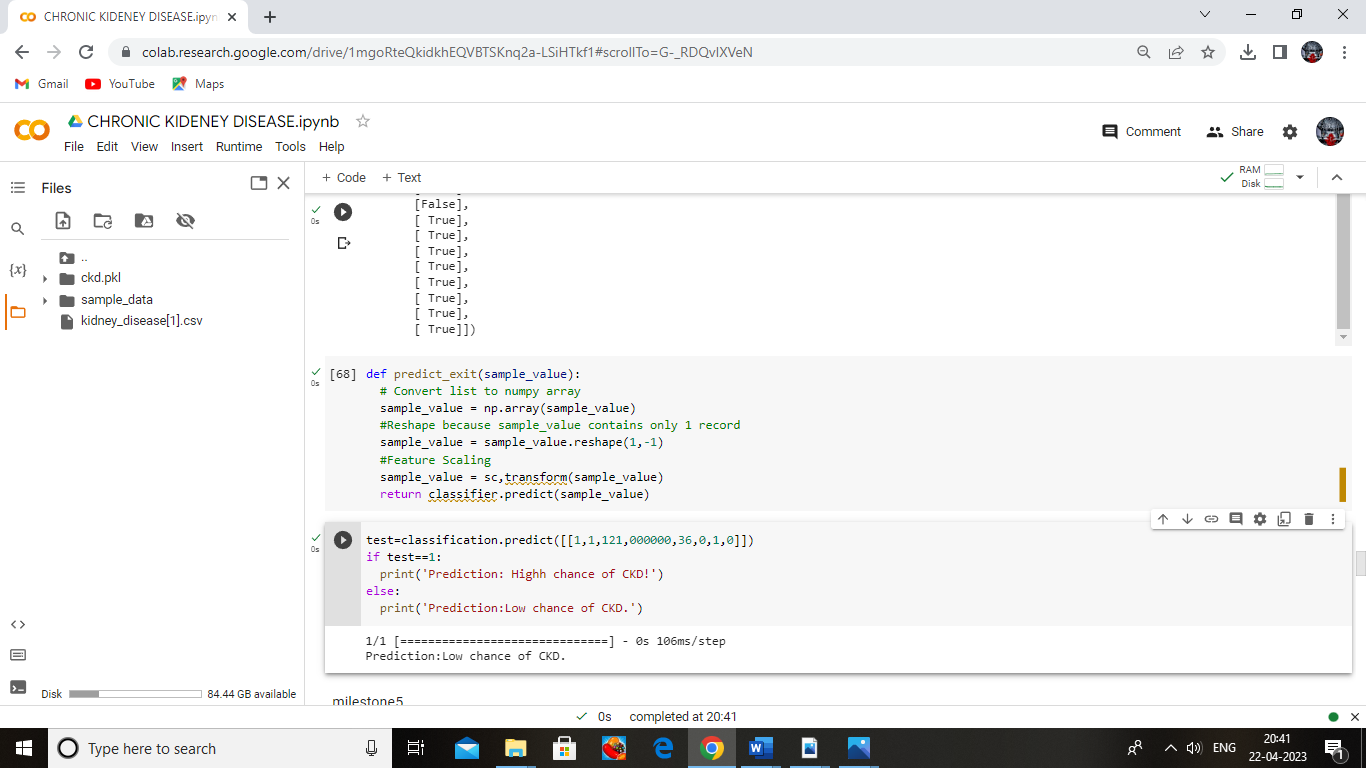 CHRONIC KIDENEY DISEASE.ipyn
colab.research.google.com/drive/1mgoRteQkidkhEQVBTSKnq2a-LSiHTkf1#scrollTo=G-_RDQvlXVeN
Gmail YouTube Maps
CHRONIC KIDENEY DISEASE.ipynb
Comment Share
File Edit View Insert Runtime Tools Help
Files
+ Code + Text
RAM
Disk
..
ckd.pkl
sample_data
kidney_disease[1].csv
{x}
Disk 84.44 GB available
0s
[False],
[ True],
[ True],
[ True],
[ True],
[ True],
[ True],
[ True],
[ True]])
0s
[68] def predict_exit(sample_value):
# Convert list to numpy array
sample_value = np.array(sample_value)
#Reshape because sample_value contains only 1 record
sample_value = sample_value.reshape(1,-1)
#Feature Scaling
sample_value = sc,transform(sample_value)
return classifier.predict(sample_value)
0s
test=classification.predict([[1,1,121,000000,36,0,1,0]])
if test==1:
print('Prediction: Highh chance of CKD!')
else:
print('Prediction:Low chance of CKD.')
1/1 [==============================] - 0s 106ms/step
Prediction:Low chance of CKD.
milestone5
0s completed at 20:41
Type here to search
ENG
20:41
22-04-2023
1